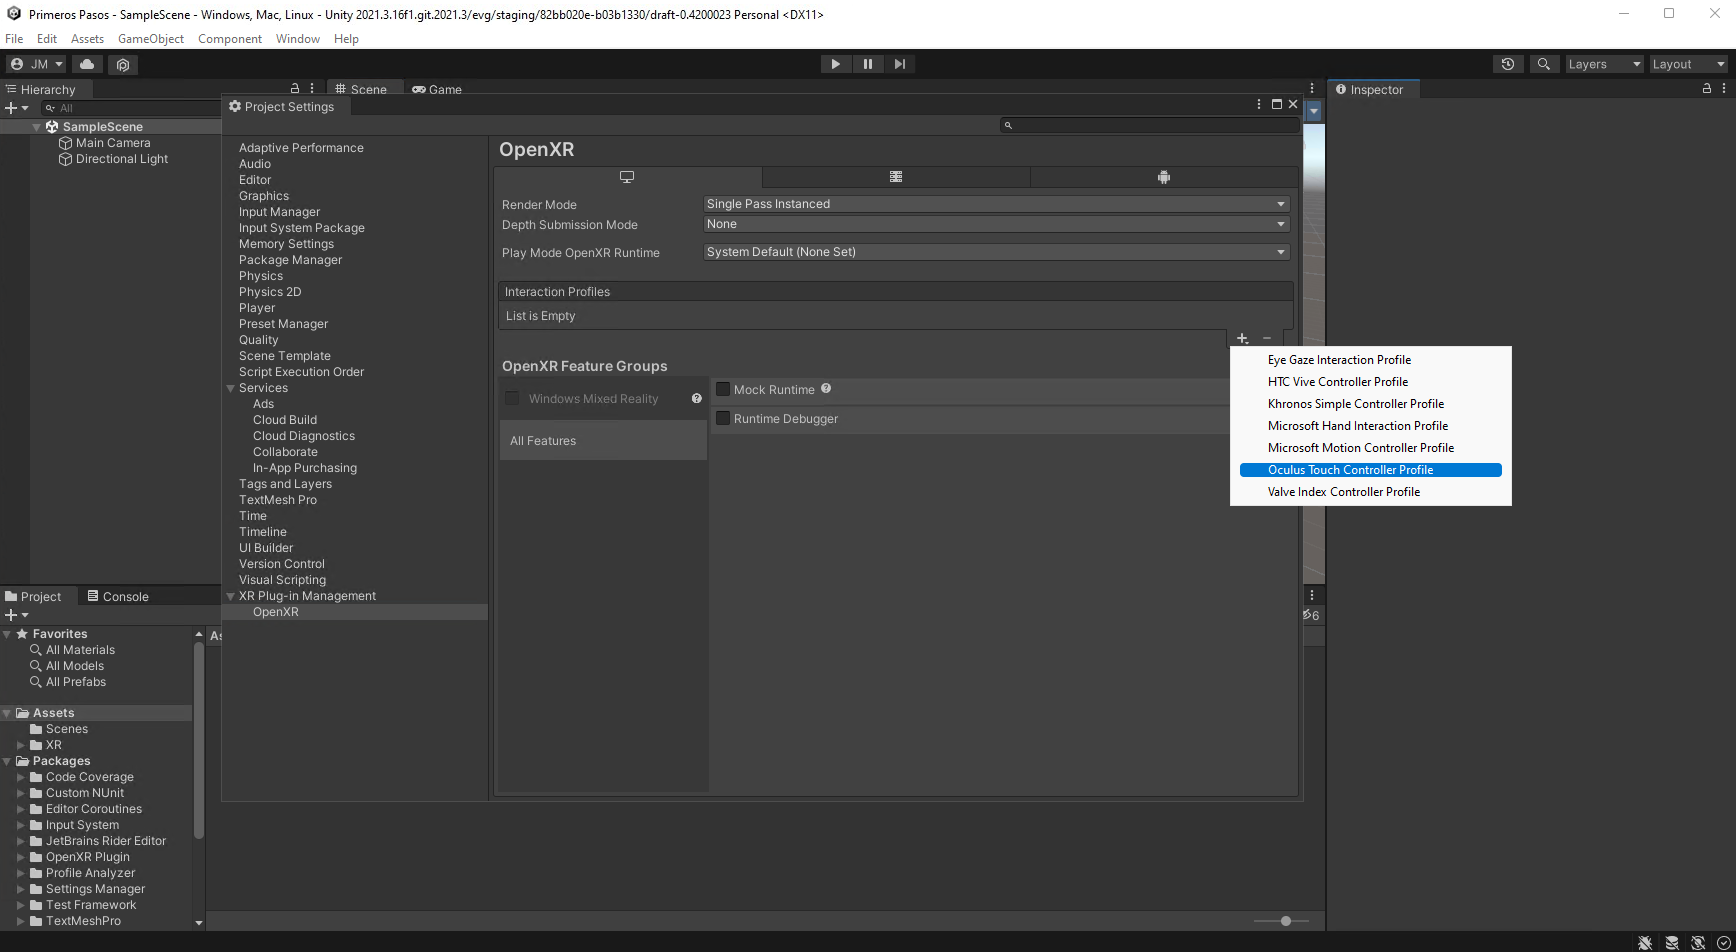 Primeros Pasos - SampleScene - Windows, Mac, Linux - Unity 2021.3.16f1.git.2021.3/evg/staging/82bb020e-b03b1330/draft-0.4200023 Personal <DX11>
File Edit Assets GameObject Component Window Help
JM Layers Layout
Hierarchy
Scene Game
Inspector
All
SampleScene
Main Camera
Directional Light
Project Settings
Adaptive Performance
Audio
Editor
Graphics
Input Manager
Input System Package
Memory Settings
Package Manager
Physics
Physics 2D
Player
Preset Manager
Quality
Scene Template
Script Execution Order
Services
Ads
Cloud Build
Cloud Diagnostics
Collaborate
In-App Purchasing
Tags and Layers
TextMesh Pro
Time
Timeline
UI Builder
Version Control
Visual Scripting
XR Plug-in Management
OpenXR
OpenXR
Render Mode Single Pass Instanced
Depth Submission Mode None
Play Mode OpenXR Runtime System Default (None Set)
Interaction Profiles
List is Empty
OpenXR Feature Groups
Windows Mixed Reality
All Features
Mock Runtime
Runtime Debugger
Eye Gaze Interaction Profile
HTC Vive Controller Profile
Khronos Simple Controller Profile
Microsoft Hand Interaction Profile
Microsoft Motion Controller Profile
Oculus Touch Controller Profile
Valve Index Controller Profile
Project Console
6
Favorites
All Materials
All Models
All Prefabs
As
Assets
Scenes
XR
Packages
Code Coverage
Custom NUnit
Editor Coroutines
Input System
JetBrains Rider Editor
OpenXR Plugin
Profile Analyzer
Settings Manager
Test Framework
TextMeshPro